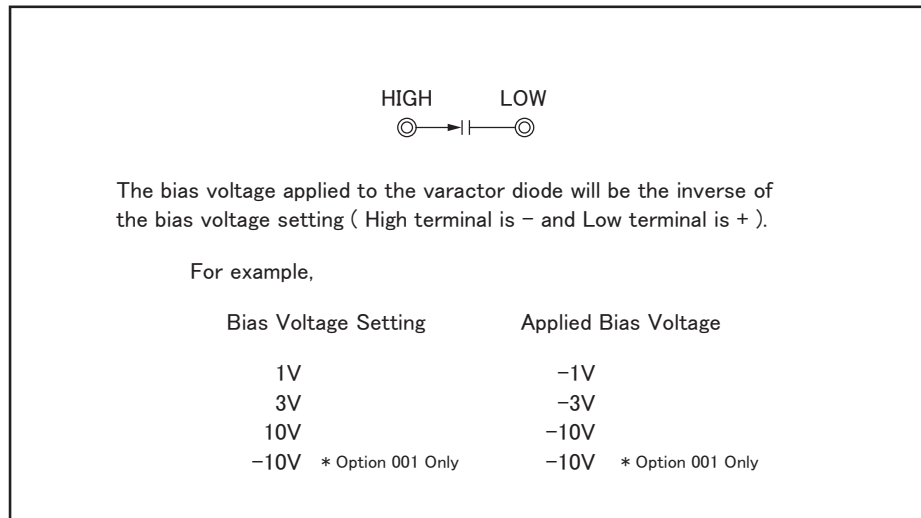 HIGH LOW
The bias voltage applied to the varactor diode will be the inverse of
the bias voltage setting ( High terminal is − and Low terminal is + ).
For example,
Bias Voltage Setting Applied Bias Voltage
1V −1V
3V −3V
10V −10V
−10V * Option 001 Only −10V * Option 001 Only